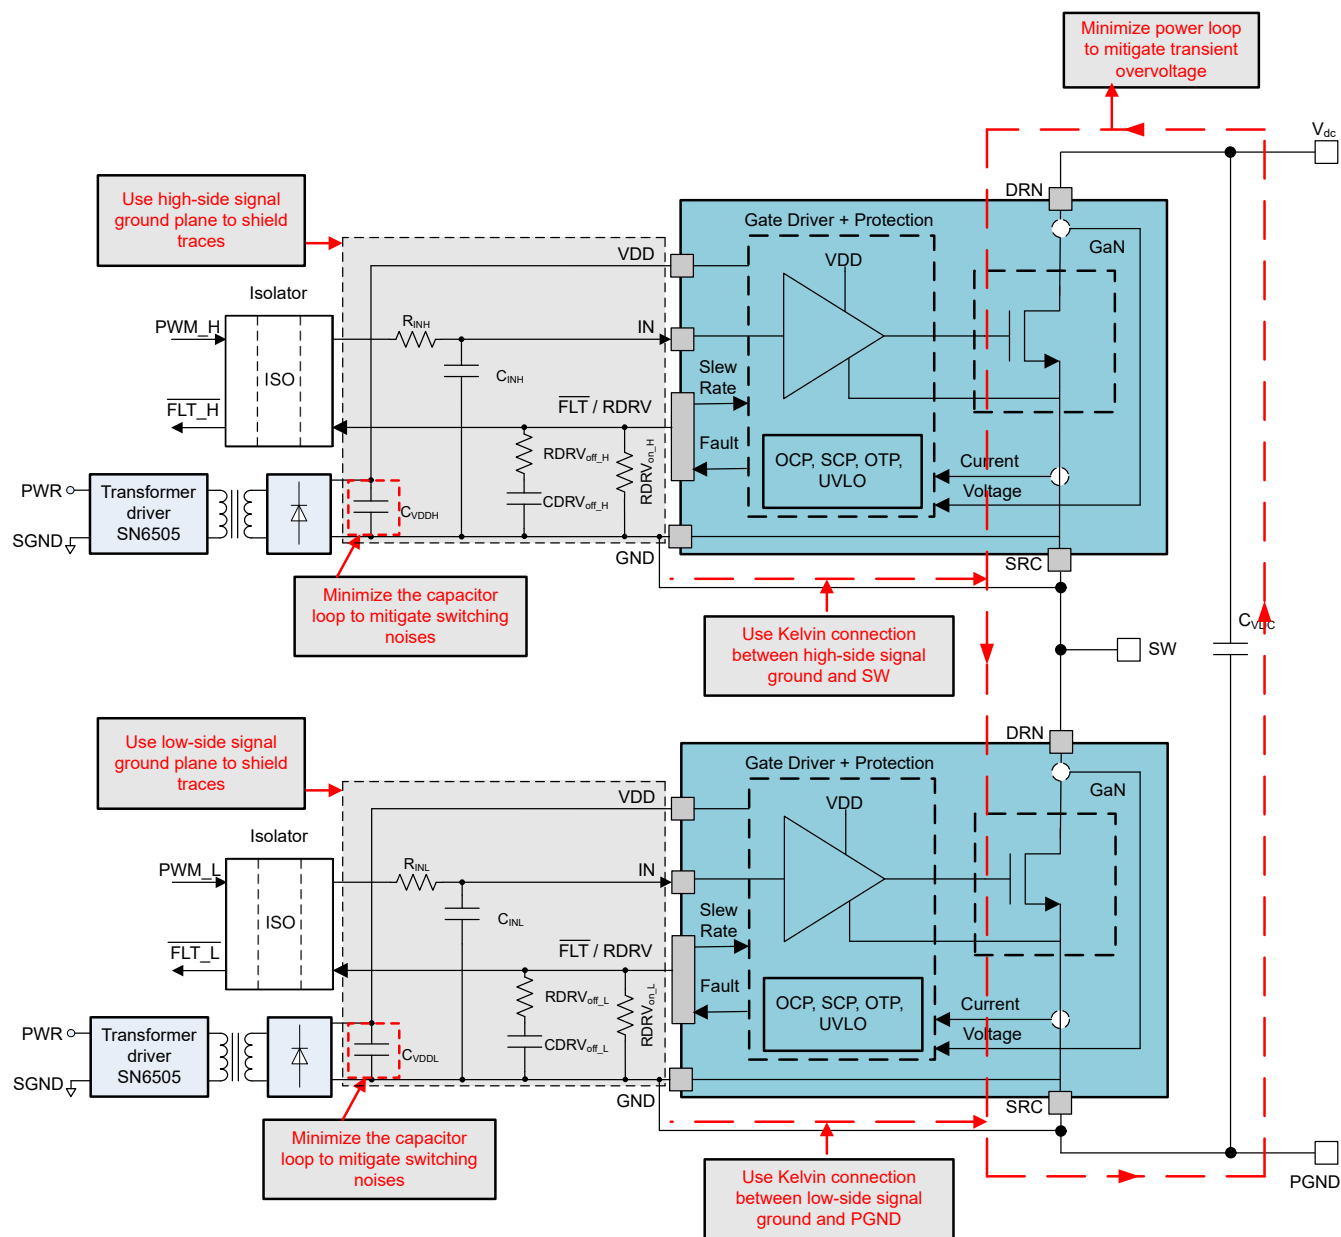 Minimize power loop
to mitigate transient
overvoltage
Vdc
DRN
Use high-side signal
ground plane to shield
traces
Gate Driver + Protection
GaN
VDD
VDD
Isolator
PWM_H
RINH
IN
ISO
CINH
Slew
Rate
FLT_H
FLT / RDRV
Fault
RDRVoff_H
RDRVon_H
OCP, SCP, OTP,
UVLO
Current
Voltage
PWR
Transformer
driver
SN6505
CVDDH
CDRVoff_H
SGND
GND
SRC
Minimize the capacitor
loop to mitigate switching
noises
Use Kelvin connection
between high-side signal
ground and SW
CVDC
SW
Use low-side signal
ground plane to shield
traces
DRN
Gate Driver + Protection
GaN
VDD
VDD
Isolator
PWM_L
RINL
IN
ISO
CINL
Slew
Rate
FLT_L
FLT / RDRV
Fault
RDRVoff_L
RDRVon_L
OCP, SCP, OTP,
UVLO
Current
Voltage
PWR
Transformer
driver
SN6505
CVDDL
CDRVoff_L
SGND
GND
SRC
Minimize the capacitor
loop to mitigate switching
noises
Use Kelvin connection
between low-side signal
ground and PGND
PGND